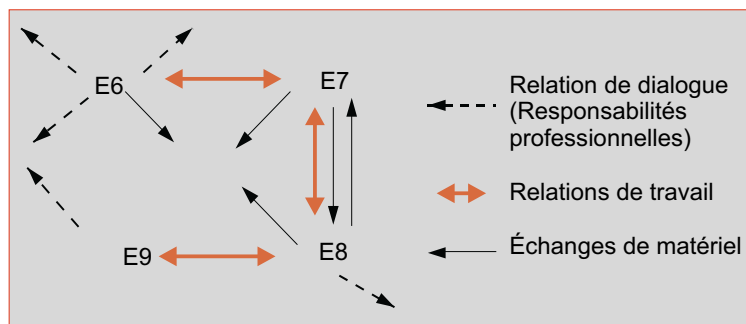 E6
E7
E9
E8
Relation de dialogue
(Responsabilités
professionnelles)
Relations de travail
Échanges de matériel